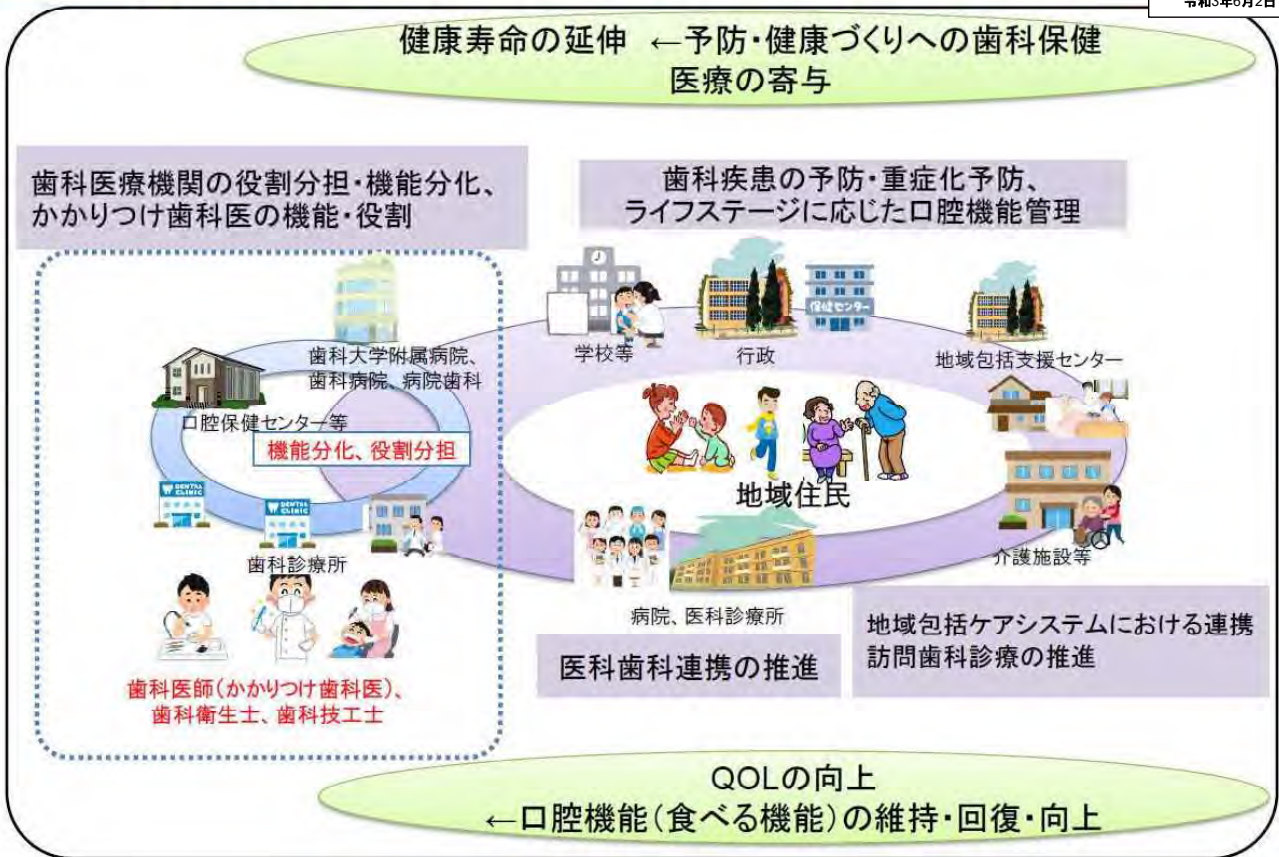 令和3年6月2日
健康寿命の延伸 ←予防・健康づくりへの歯科保健
医療の寄与
歯科医療機関の役割分担・機能分化、
かかりつけ歯科医の機能・役割
歯科疾患の予防・重症化予防、
ライフステージに応じた口腔機能管理
歯科大学附属病院、
歯科病院、病院歯科
口腔保健センター等
機能分化、役割分担
DENTAL CLINIC
DENTAL CLINIC
歯科診療所
歯科医師(かかりつけ歯科医)、
歯科衛生士、歯科技工士
学校等
行政
保健センター
地域包括支援センター
地域住民
介護施設等
病院、医科診療所
医科歯科連携の推進
地域包括ケアシステムにおける連携
訪問歯科診療の推進
QOLの向上
←口腔機能(食べる機能)の維持・回復・向上